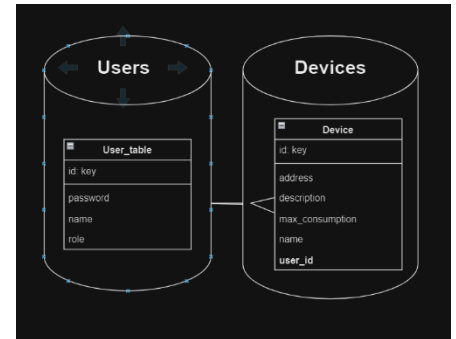 Users
User_table
id: key
password
name
role
Devices
Device
id: key
address
description
max_consumption
name
user_id